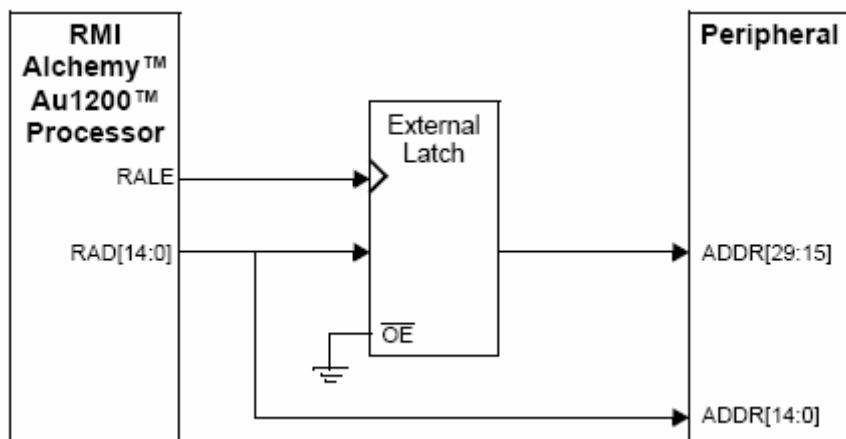 RMI
Alchemy™
Au1200™
Processor
RALE
RAD[14:0]
External
Latch
OE
Peripheral
ADDR[29:15]
ADDR[14:0]